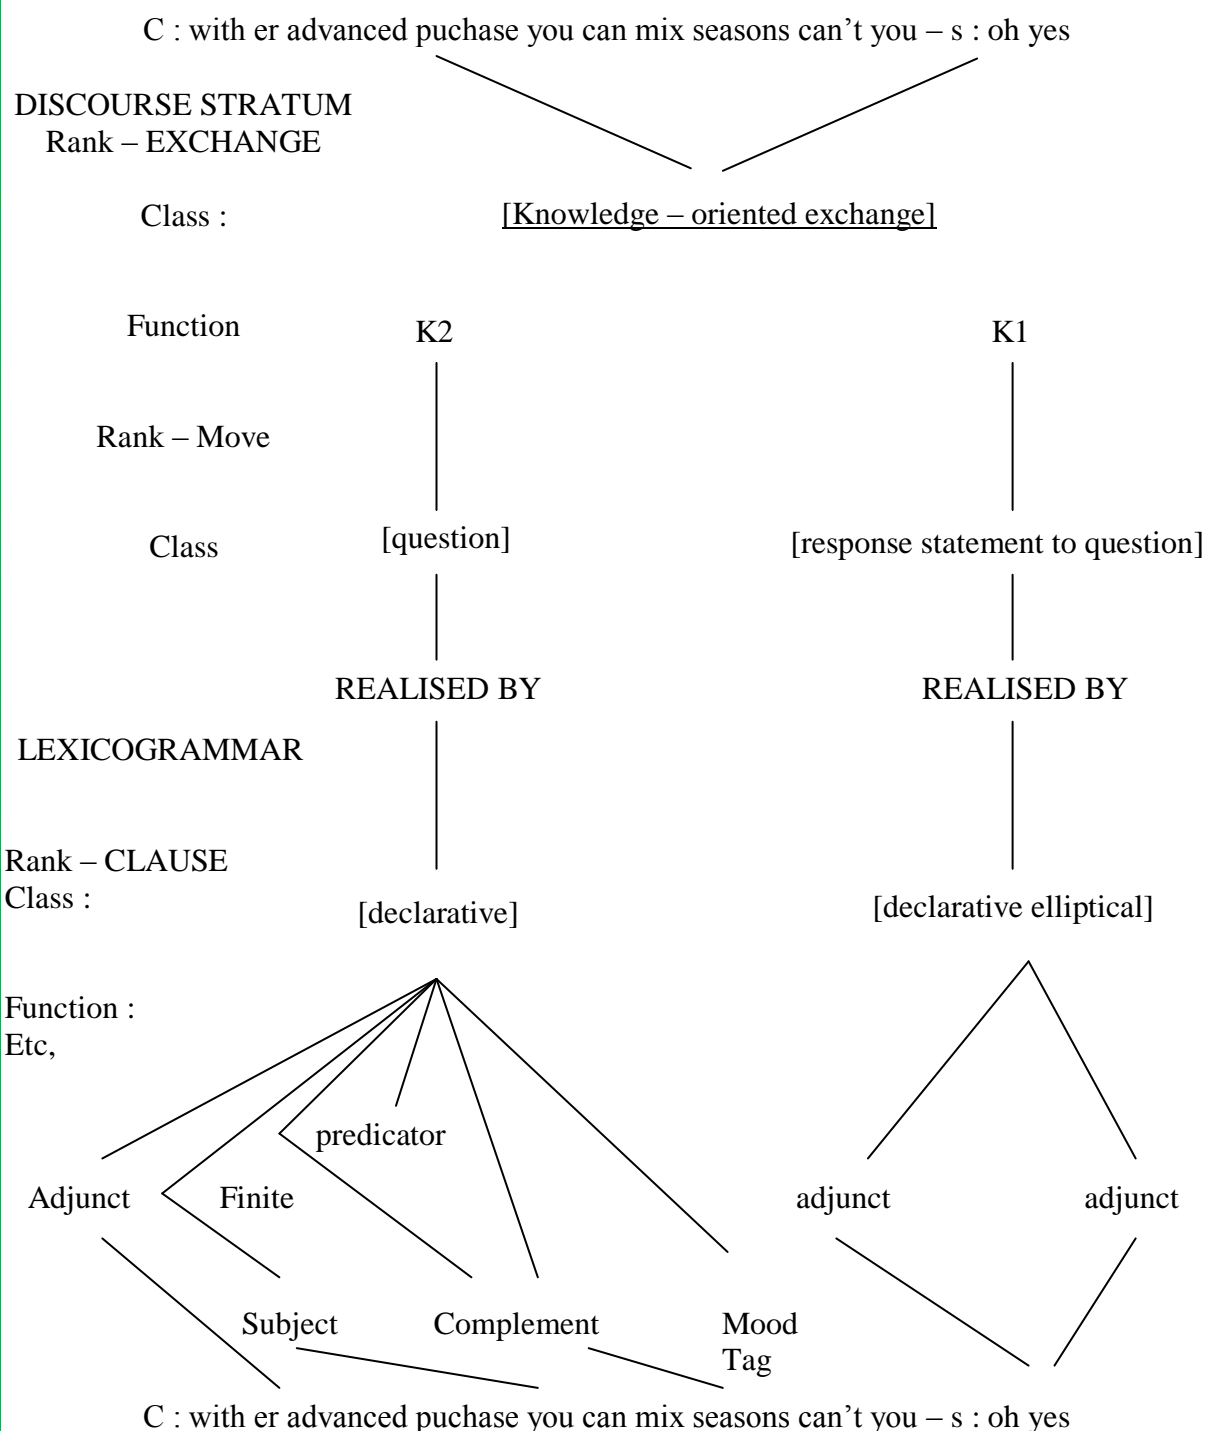 C : with er advanced puchase you can mix seasons can’t you – s : oh yes
DISCOURSE STRATUM
Rank – EXCHANGE
Class :
[Knowledge – oriented exchange]
Function
K2
K1
Rank – Move
Class
[question]
[response statement to question]
REALISED BY
REALISED BY
LEXICOGRAMMAR
Rank – CLAUSE
Class :
[declarative]
[declarative elliptical]
Function :
Etc,
predicator
Adjunct
Finite
adjunct
adjunct
Subject
Complement
Mood
Tag
C : with er advanced puchase you can mix seasons can’t you – s : oh yes